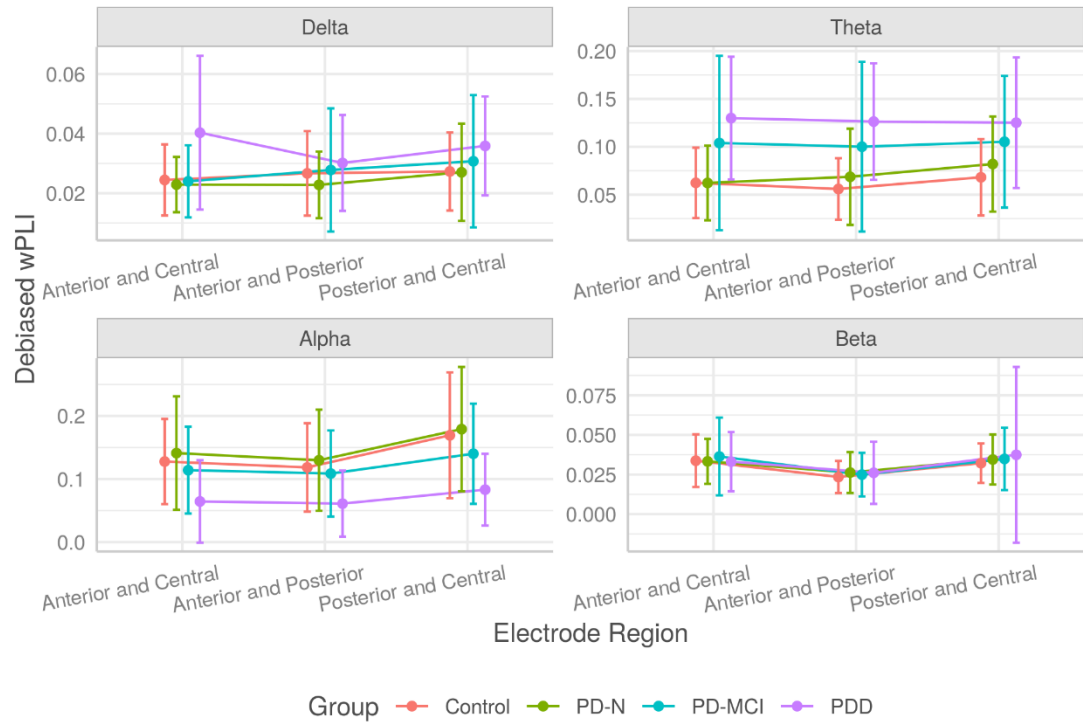 Delta
Theta
0.06
0.04
0.02
0.20
0.15
0.10
0.05
Anterior and Central
Anterior and Posterior
Posterior and Central
Anterior and Central
Anterior and Posterior
Posterior and Central
Debiased wPLI
Alpha
Beta
0.2
0.1
0.0
0.075
0.050
0.025
0.000
Anterior and Central
Anterior and Posterior
Posterior and Central
Anterior and Central
Anterior and Posterior
Posterior and Central
Electrode Region
Group Control PD-N PD-MCI PDD